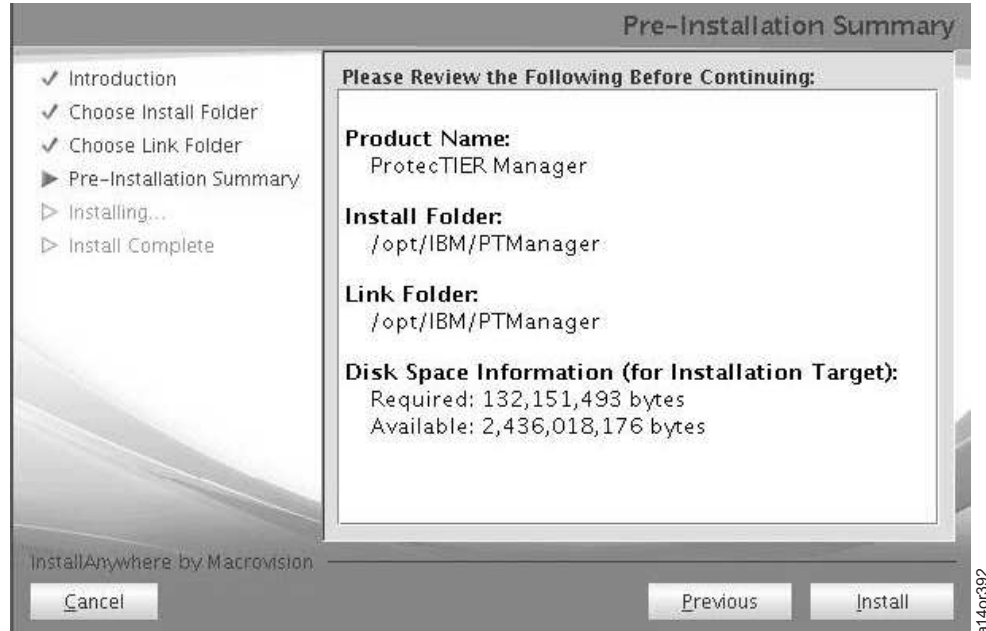 Pre-Installation Summary
Introduction
Choose Install Folder
Choose Link Folder
Pre-Installation Summary
Installing...
Install Complete
Please Review the Following Before Continuing:
Product Name:
ProtecTIER Manager
Install Folder:
/opt/IBM/PTManager
Link Folder:
/opt/IBM/PTManager
Disk Space Information (for Installation Target):
Required: 132,151,493 bytes
Available: 2,436,018,176 bytes
InstallAnywhere by Macrovision
Cancel
Previous
Install
a14or392